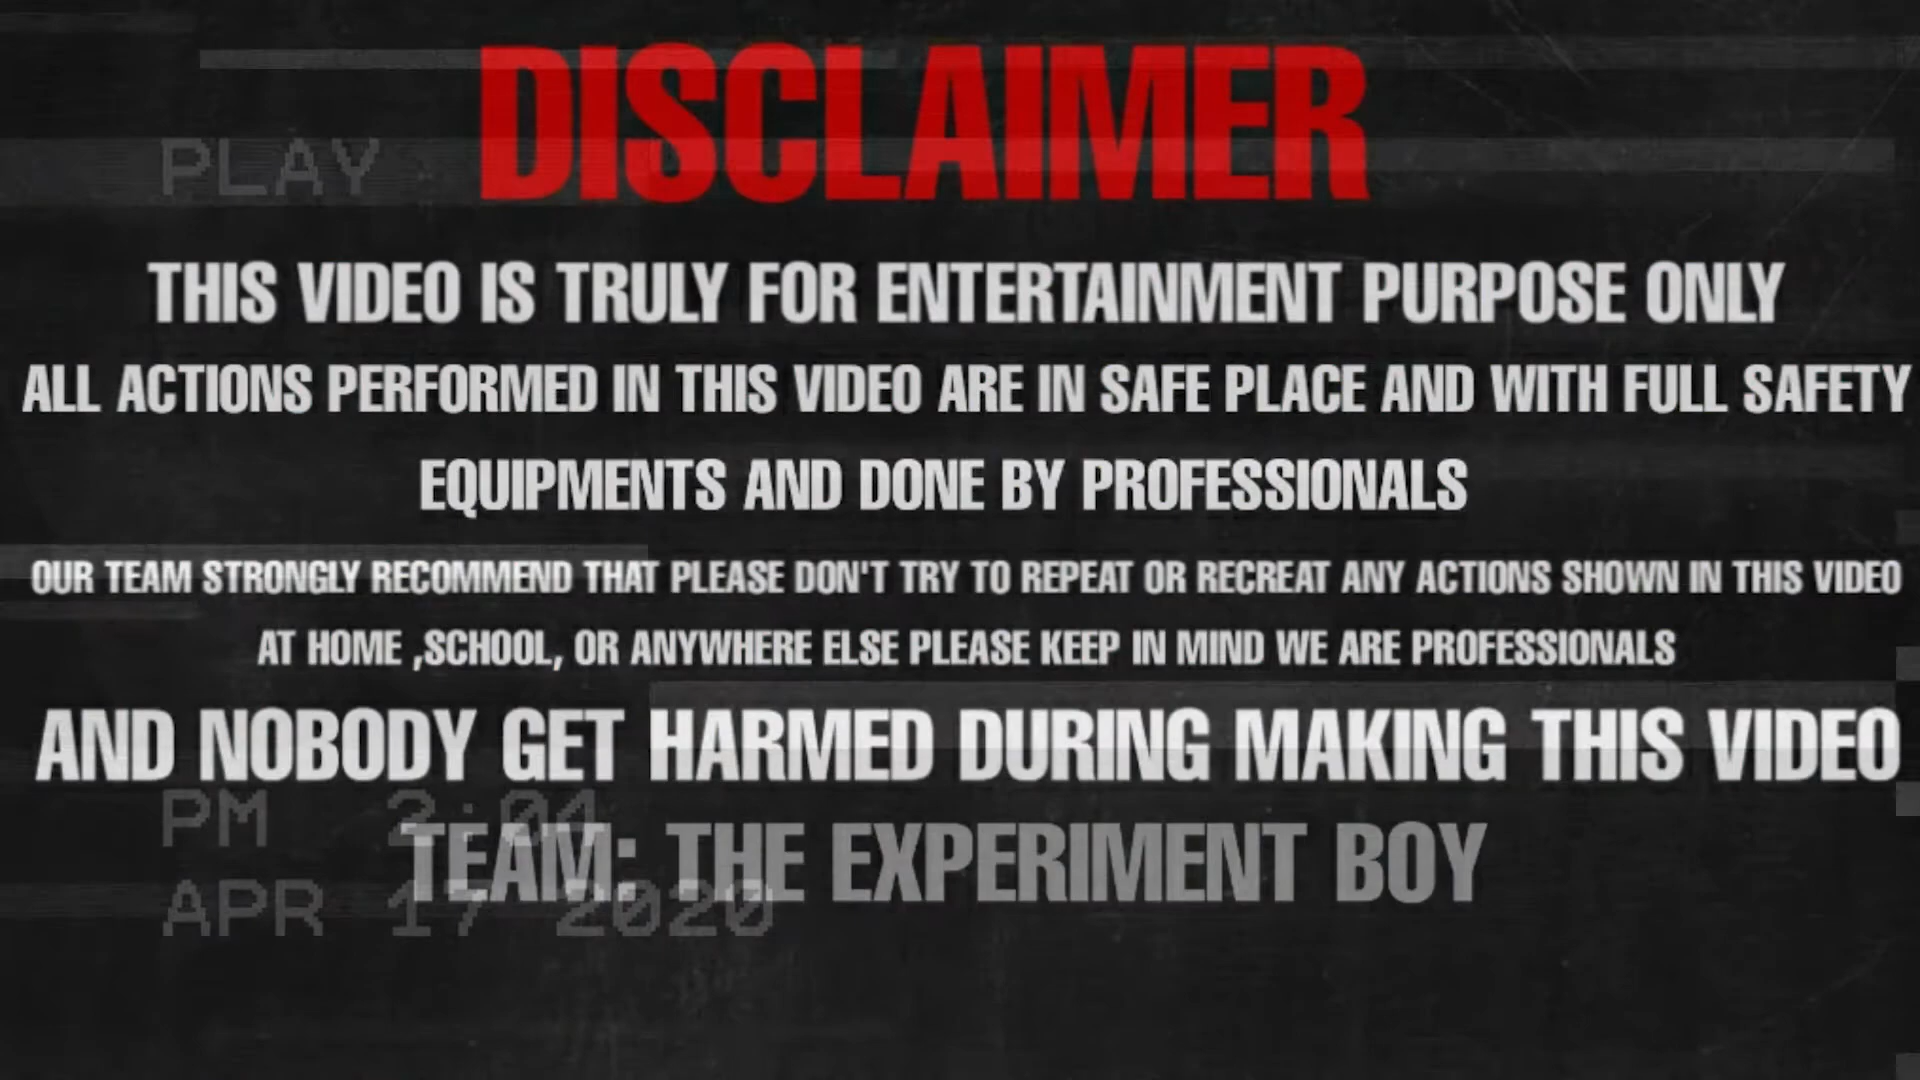 DISCLAIMER
PLAY
THIS VIDEO IS TRULY FOR ENTERTAINMENT PURPOSE ONLY
ALL ACTIONS PERFORMED IN THIS VIDEO ARE IN SAFE PLACE AND WITH FULL SAFETY
EQUIPMENTS AND DONE BY PROFESSIONALS
OUR TEAM STRONGLY RECOMMEND THAT PLEASE DON'T TRY TO REPEAT OR RECREAT ANY ACTIONS SHOWN IN THIS VIDEO
AT HOME ,SCHOOL, OR ANYWHERE ELSE PLEASE KEEP IN MIND WE ARE PROFESSIONALS
AND NOBODY GET HARMED DURING MAKING THIS VIDEO
PM 2:04
TEAM: THE EXPERIMENT BOY
APR 17 2020